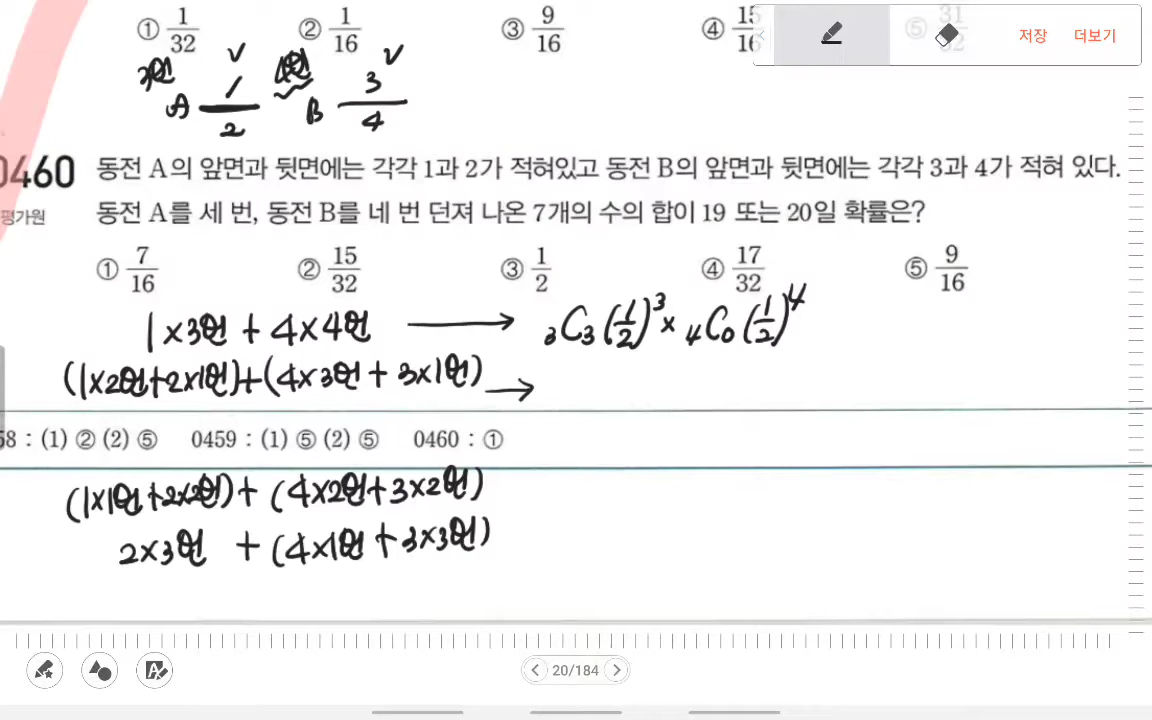 ① 1/32 ② 1/16 ③ 9/16 ④ 15/16 ⑤ 31/32
저장 더보기
3번 A 1/2 4번 B 3/4
0460 동전 A의 앞면과 뒷면에는 각각 1과 2가 적혀있고 동전 B의 앞면과 뒷면에는 각각 3과 4가 적혀 있다.
평가원 동전 A를 세 번, 동전 B를 네 번 던져 나온 7개의 수의 합이 19 또는 20일 확률은?
① 7/16 ② 15/32 ③ 1/2 ④ 17/32 ⑤ 9/16
1×3번 + 4×4번 → ₃C₃(1/2)³× ₄C₀(1/2)⁴
(1×2번+2×1번)+(4×3번 + 3×1번) →
58 : (1) ② (2) ⑤ 0459 : (1) ⑤ (2) ⑤ 0460 : ①
(1×1번+2×2번)+ (4×2번+3×2번)
2×3번 + (4×1번 +3×3번)
20/184